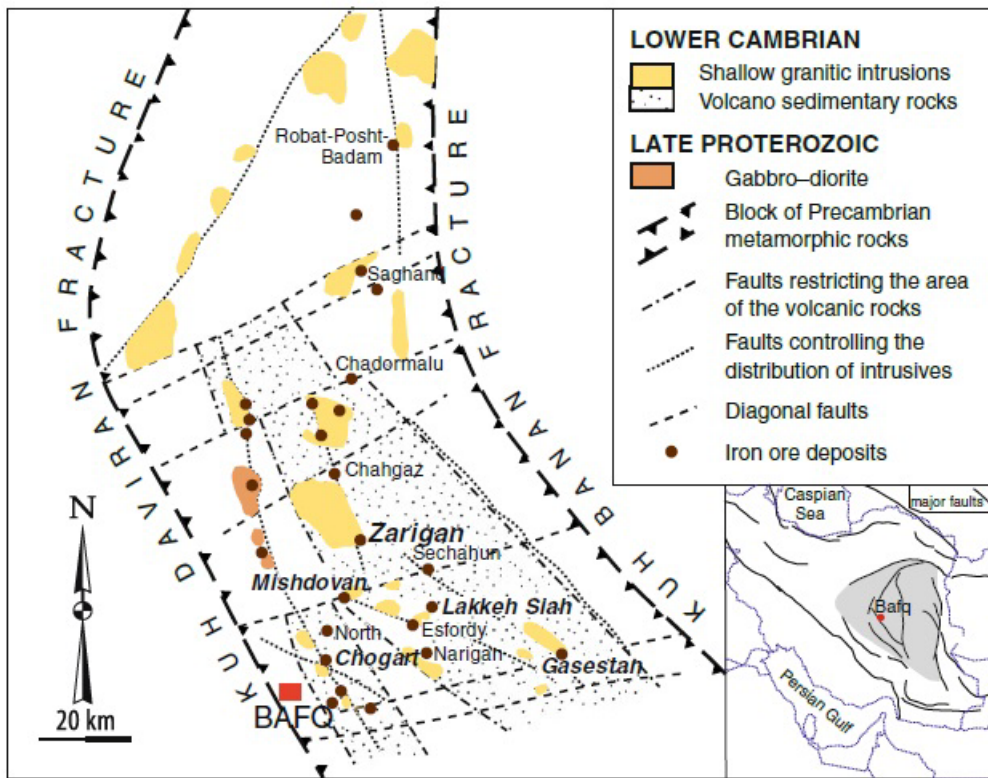 KUH DAVIRAN FRACTURE
KUH BANAN FRACTURE
Robat-Posht-
Badam
Saghand
Chadormalu
Chahgaz
Zarigan
Sechahun
Mishdovan
Lakkeh Siah
Esfordy
North
Chogart
Narigan
Gasestan
BAFQ
N
20 km
LOWER CAMBRIAN
Shallow granitic intrusions
Volcano sedimentary rocks
LATE PROTEROZOIC
Gabbro–diorite
Block of Precambrian
metamorphic rocks
Faults restricting the area
of the volcanic rocks
Faults controlling the
distribution of intrusives
Diagonal faults
Iron ore deposits
Caspian
Sea
major faults
Bafq
Persian Gulf